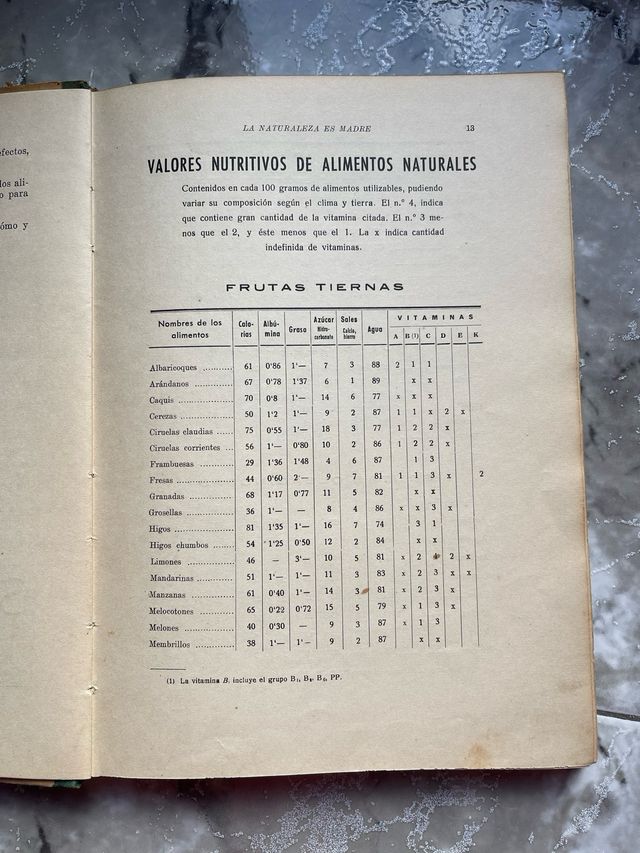 efectos,
los ali-
o para
ómo y
LA NATURALEZA ES MADRE 13
VALORES NUTRITIVOS DE ALIMENTOS NATURALES
Contenidos en cada 100 gramos de alimentos utilizables, pudiendo
variar su composición según el clima y tierra. El n.º 4, indica
que contiene gran cantidad de la vitamina citada. El n.º 3 me-
nos que el 2, y éste menos que el 1. La x indica cantidad
indefinida de vitaminas.
FRUTAS TIERNAS
Nombres de los alimentos Calorias Albúmina Grasa Azúcar Hidrocarbonato Sales Calcio, hierro Agua VITAMINAS
A B (1) C D E K
Albaricoques 61 0'86 1'— 7 3 88 2 1 1
Arándanos 67 0'78 1'37 6 1 89 x x
Caquis 70 0'8 1'— 14 6 77 x x x
Cerezas 50 1'2 1'— 9 2 87 1 1 x 2 x
Ciruelas claudias 75 0'55 1'— 18 3 77 1 2 2 x
Ciruelas corrientes 56 1'— 0'80 10 2 86 1 2 2 x
Frambuesas 29 1'36 1'48 4 6 87 1 3
Fresas 44 0'60 2'— 9 7 81 1 1 3 x 2
Granadas 68 1'17 0'77 11 5 82 x x
Grosellas 36 1'— — 8 4 86 x x 3 x
Higos 81 1'35 1'— 16 7 74 3 1
Higos chumbos 54 1'25 0'50 12 2 84 x x
Limones 46 — 3'— 10 5 81 x 2 4 2 x
Mandarinas 51 1'— 1'— 11 3 83 x 2 3 x x
Manzanas 61 0'40 1'— 14 3 81 x 2 3 x
Melocotones 65 0'22 0'72 15 5 79 x 1 3 x
Melones 40 0'30 — 9 3 87 x 1 3
Membrillos 38 1'— 1'— 9 2 87 x x
(1) La vitamina B. incluye el grupo B₁, B₂, B₆, PP.